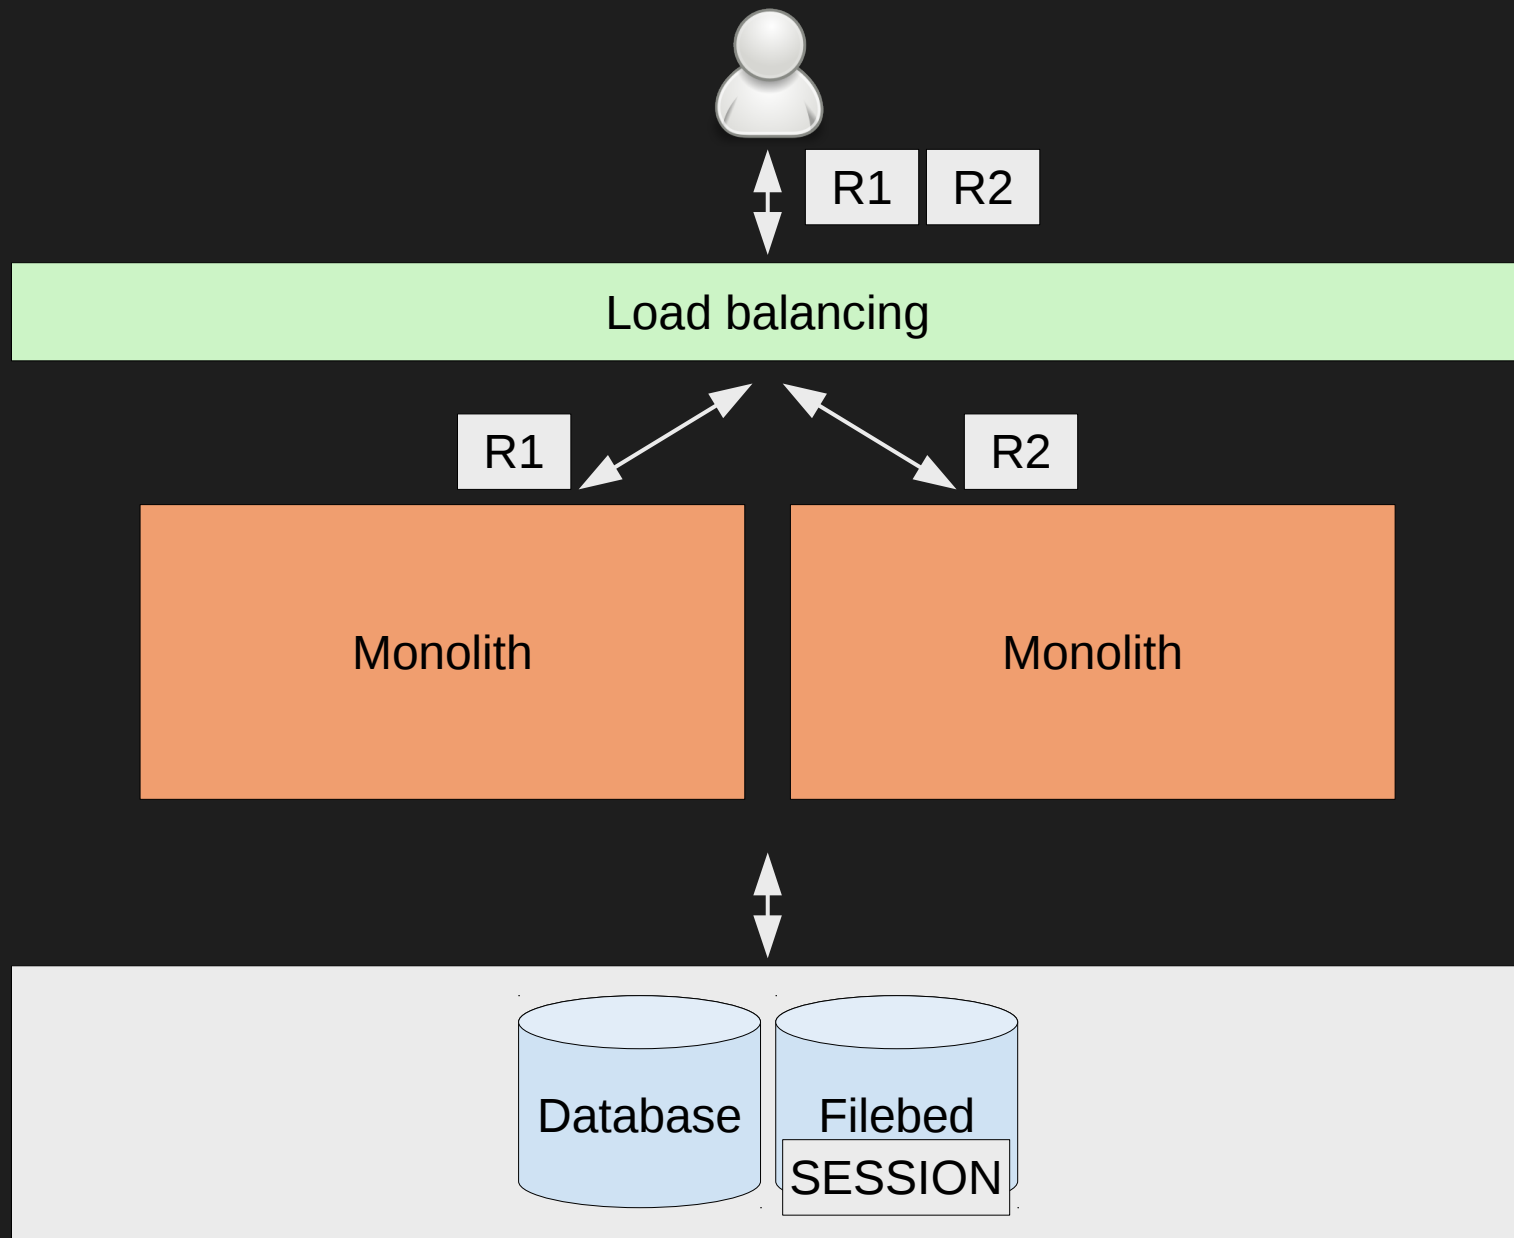 R1 R2
Load balancing
R1 R2
Monolith Monolith
Database Filebed
SESSION